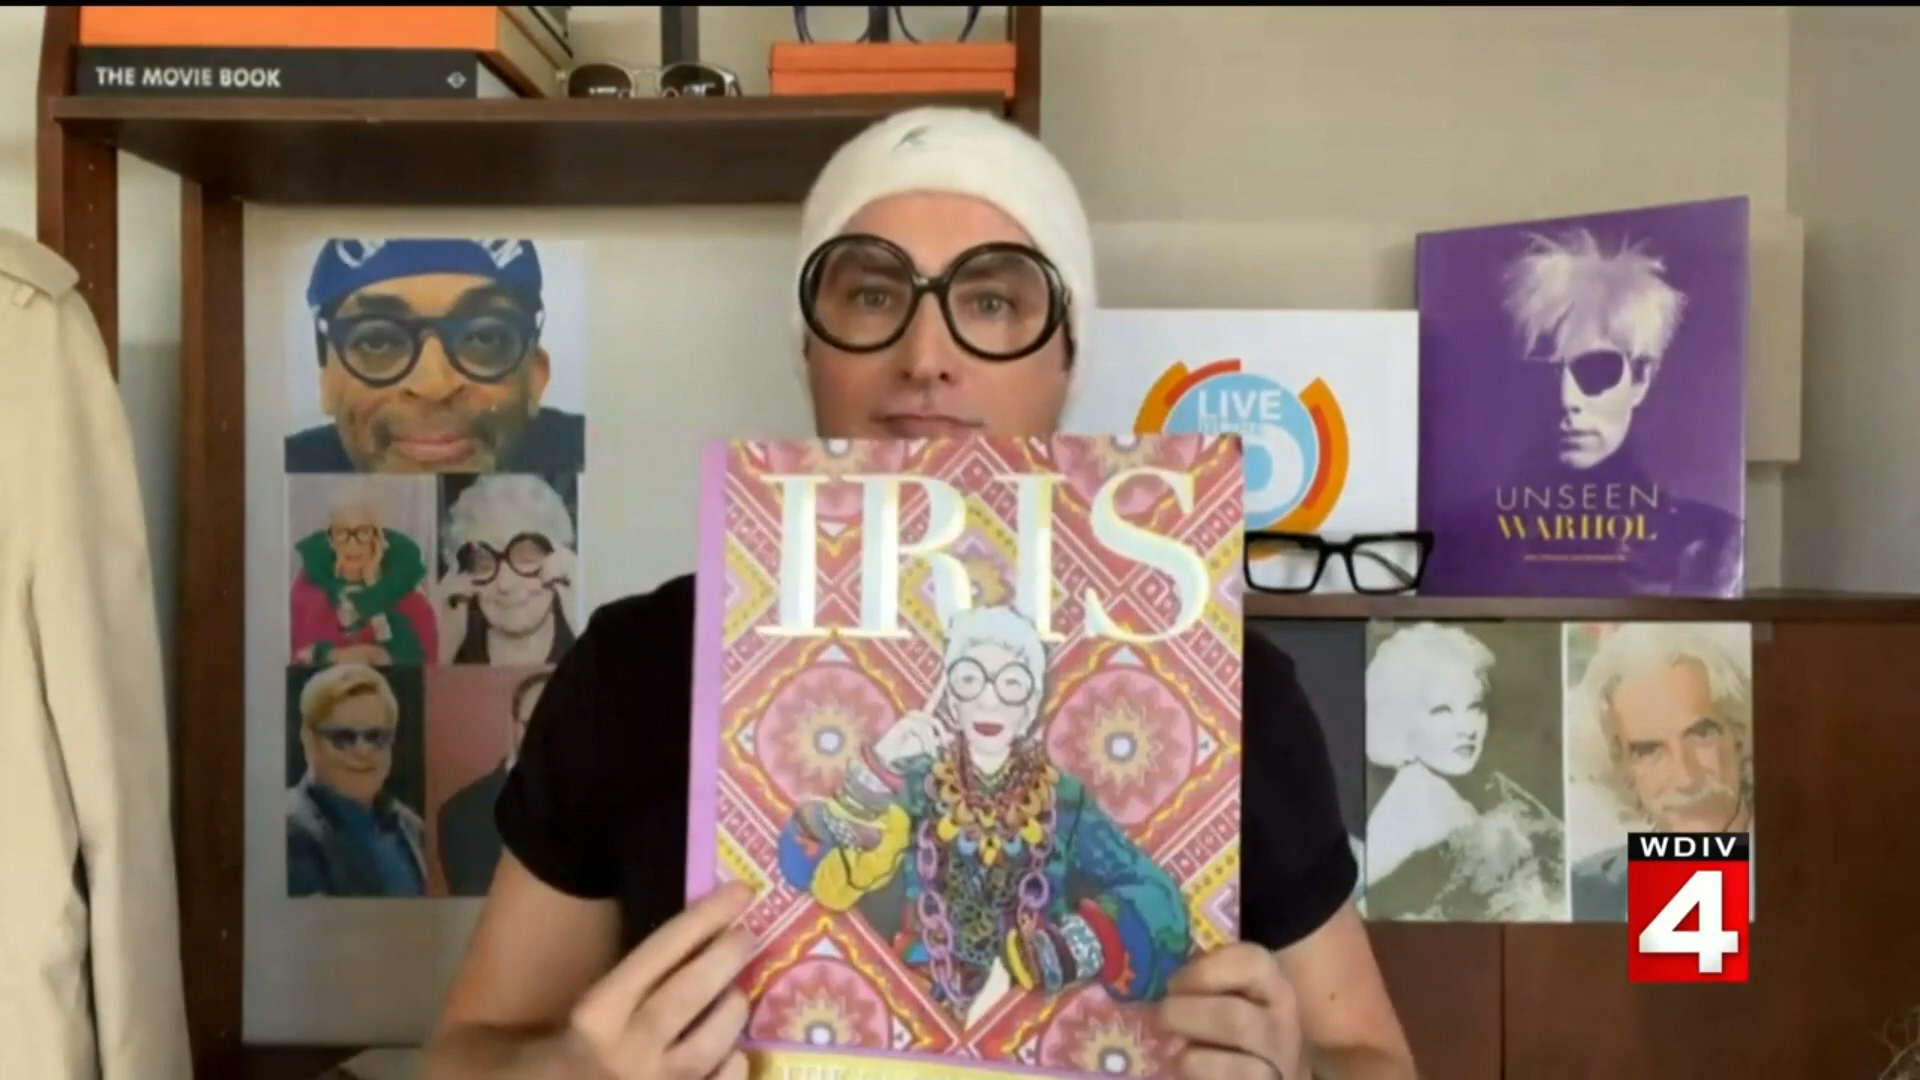 THE MOVIE BOOK
LIVE
IRIS
UNSEEN
WARHOL
WDIV
4